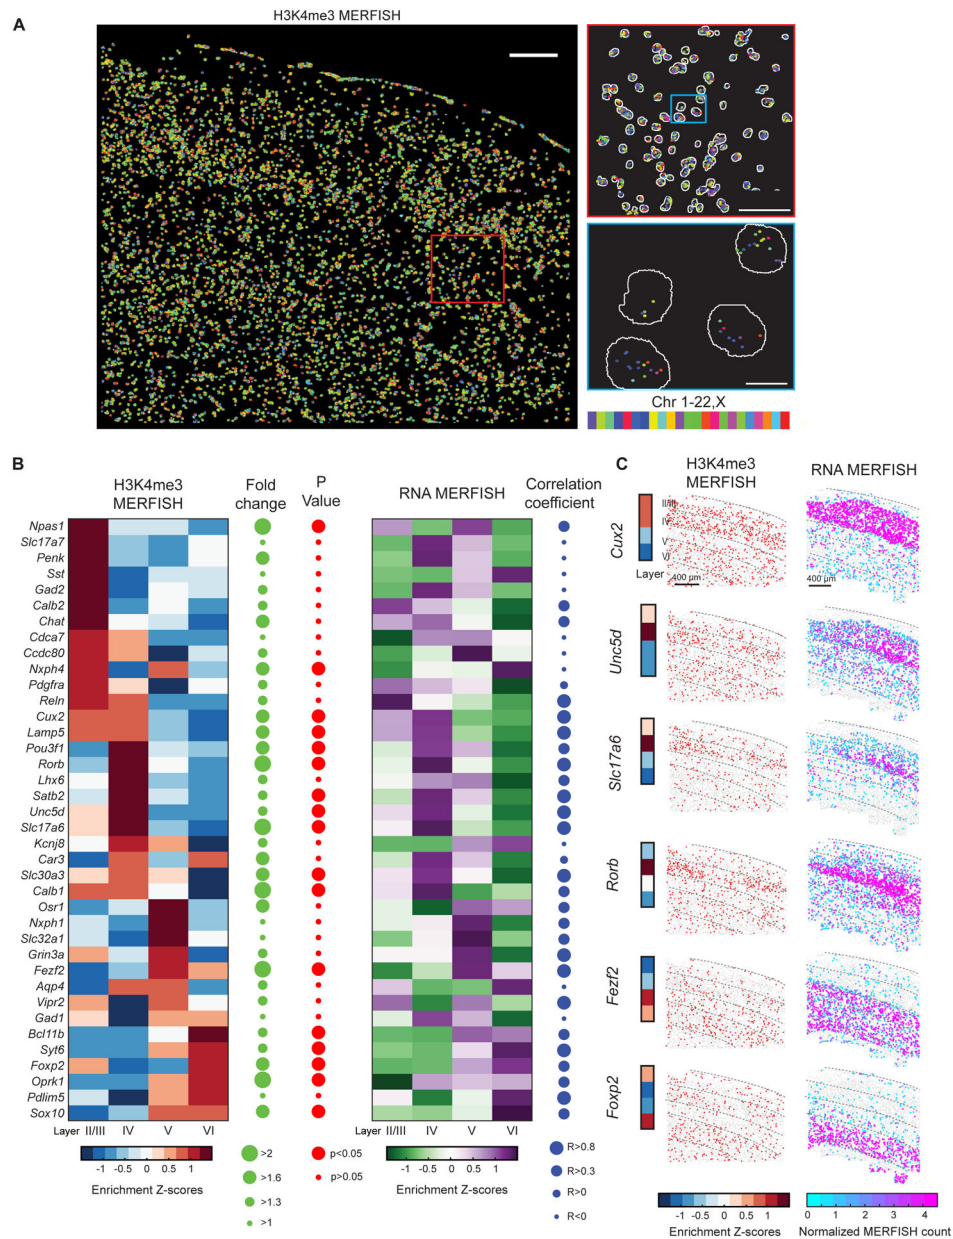 H3K4me3 MERFISH
A
Chr 1-22,X
B
H3K4me3
MERFISH
Fold
change
P
Value
RNA MERFISH
Correlation
coefficient
Npas1
Slc17a7
Penk
Sst
Gad2
Calb2
Chat
Cdca7
Ccdc80
Nxph4
Pdgfra
Reln
Cux2
Lamp5
Pou3f1
Rorb
Lhx6
Satb2
Unc5d
Slc17a6
Kcnj8
Car3
Slc30a3
Calb1
Osr1
Nxph1
Slc32a1
Grin3a
Fezf2
Aqp4
Vipr2
Gad1
Bcl11b
Syt6
Foxp2
Oprk1
Pdlim5
Sox10
Layer II/III IV V VI
Layer II/III IV V VI
-1 -0.5 0 0.5 1
Enrichment Z-scores
>2
>1.6
>1.3
>1
p<0.05
p>0.05
-1 -0.5 0 0.5 1
Enrichment Z-scores
R>0.8
R>0.3
R>0
R<0
C
H3K4me3
MERFISH
RNA MERFISH
Cux2
II/III
IV
V
VI
Layer
400 µm
400 µm
Unc5d
Slc17a6
Rorb
Fezf2
Foxp2
-1 -0.5 0 0.5 1
Enrichment Z-scores
0 1 2 3 4
Normalized MERFISH count